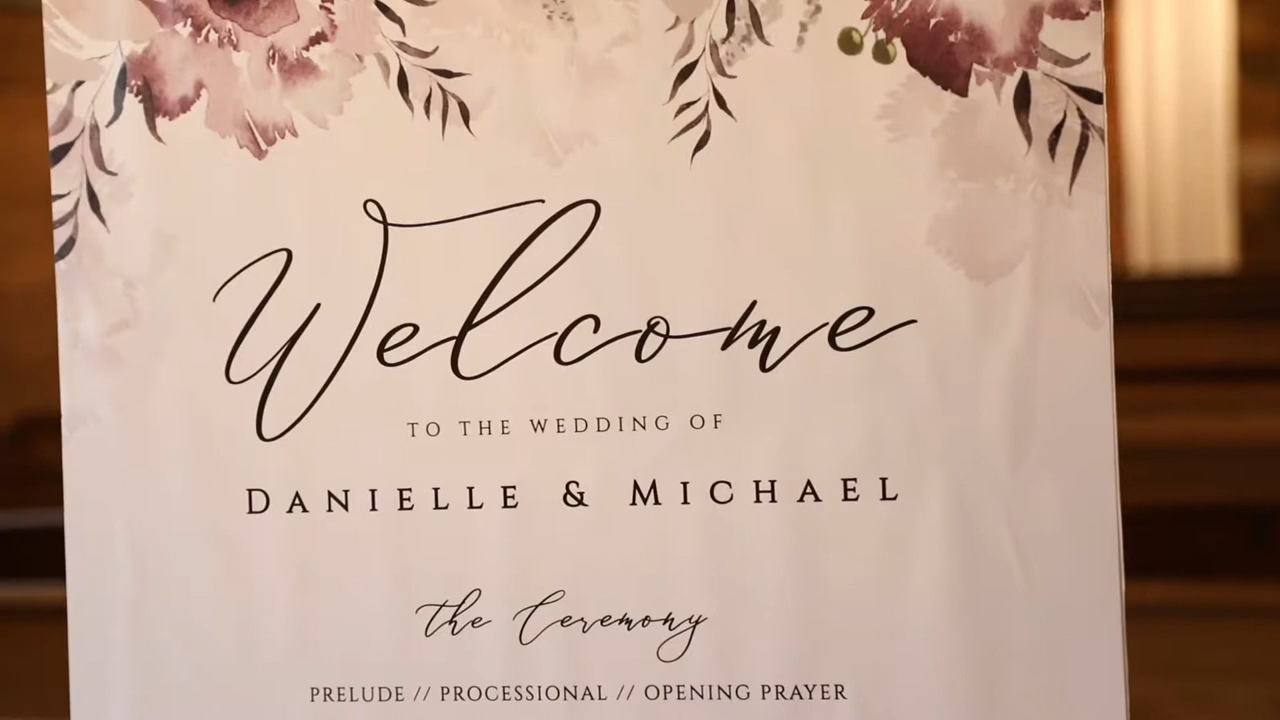 Welcome
TO THE WEDDING OF
DANIELLE & MICHAEL
the Ceremony
PRELUDE // PROCESSIONAL // OPENING PRAYER